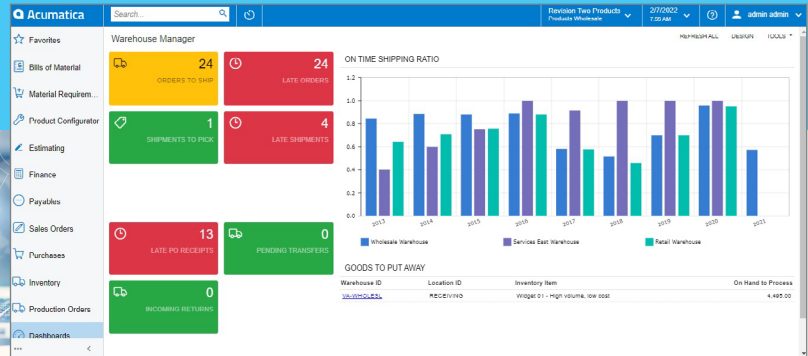 Acumatica
Search...
Revision Two Products
Products Wholesale
2/7/2022
7:55 AM
admin admin
Favorites
Bills of Material
Material Requirem...
Product Configurator
Estimating
Finance
Payables
Sales Orders
Purchases
Inventory
Production Orders
Dashboards
Warehouse Manager
REFRESH ALL DESIGN TOOLS
24
ORDERS TO SHIP
24
LATE ORDERS
1
SHIPMENTS TO PICK
4
LATE SHIPMENTS
13
LATE PO RECEIPTS
0
PENDING TRANSFERS
0
INCOMING RETURNS
ON TIME SHIPPING RATIO
1.2
1.0
0.8
0.6
0.4
0.2
0.0
2013 2014 2015 2016 2017 2018 2019 2020 2021
Wholesale Warehouse Services East Warehouse Retail Warehouse
GOODS TO PUT AWAY
Warehouse ID Location ID Inventory Item On Hand to Process
VA-WHOLESL RECEIVING Widget 01 - High volume, low cost 4,495.00